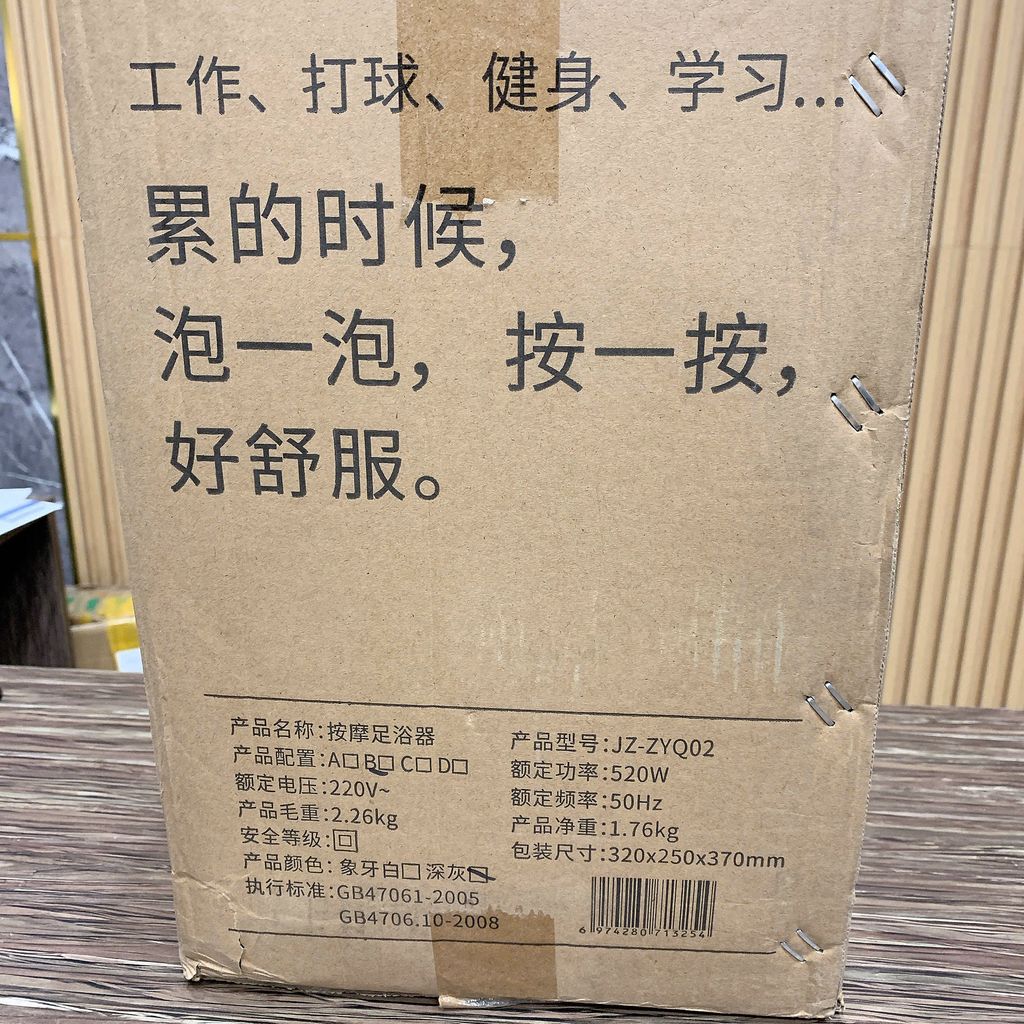 工作、打球、健身、学习...
累的时候，
泡一泡，按一按，
好舒服。
产品名称：按摩足浴器
产品配置：A□ B□ C□ D□
额定电压：220V~
产品毛重：2.26kg
安全等级：回
产品颜色：象牙白□ 深灰□
执行标准：GB47061-2005
GB4706.10-2008
产品型号：JZ-ZYQ02
额定功率：520W
额定频率：50Hz
产品净重：1.76kg
包装尺寸：320x250x370mm
6 974280 713254